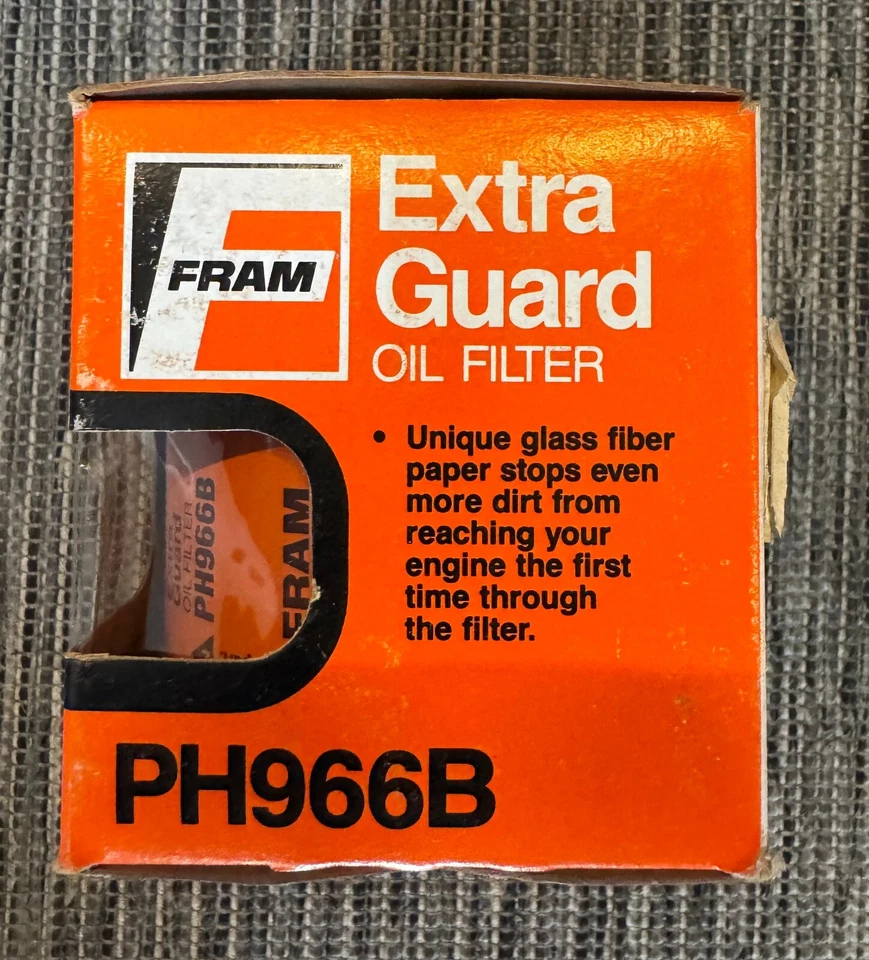 FRAM
Extra
Guard
OIL FILTER
• Unique glass fiber
paper stops even
more dirt from
reaching your
engine the first
time through
the filter.
Guard
OIL FILTER
PH966B
FRAM
PH966B